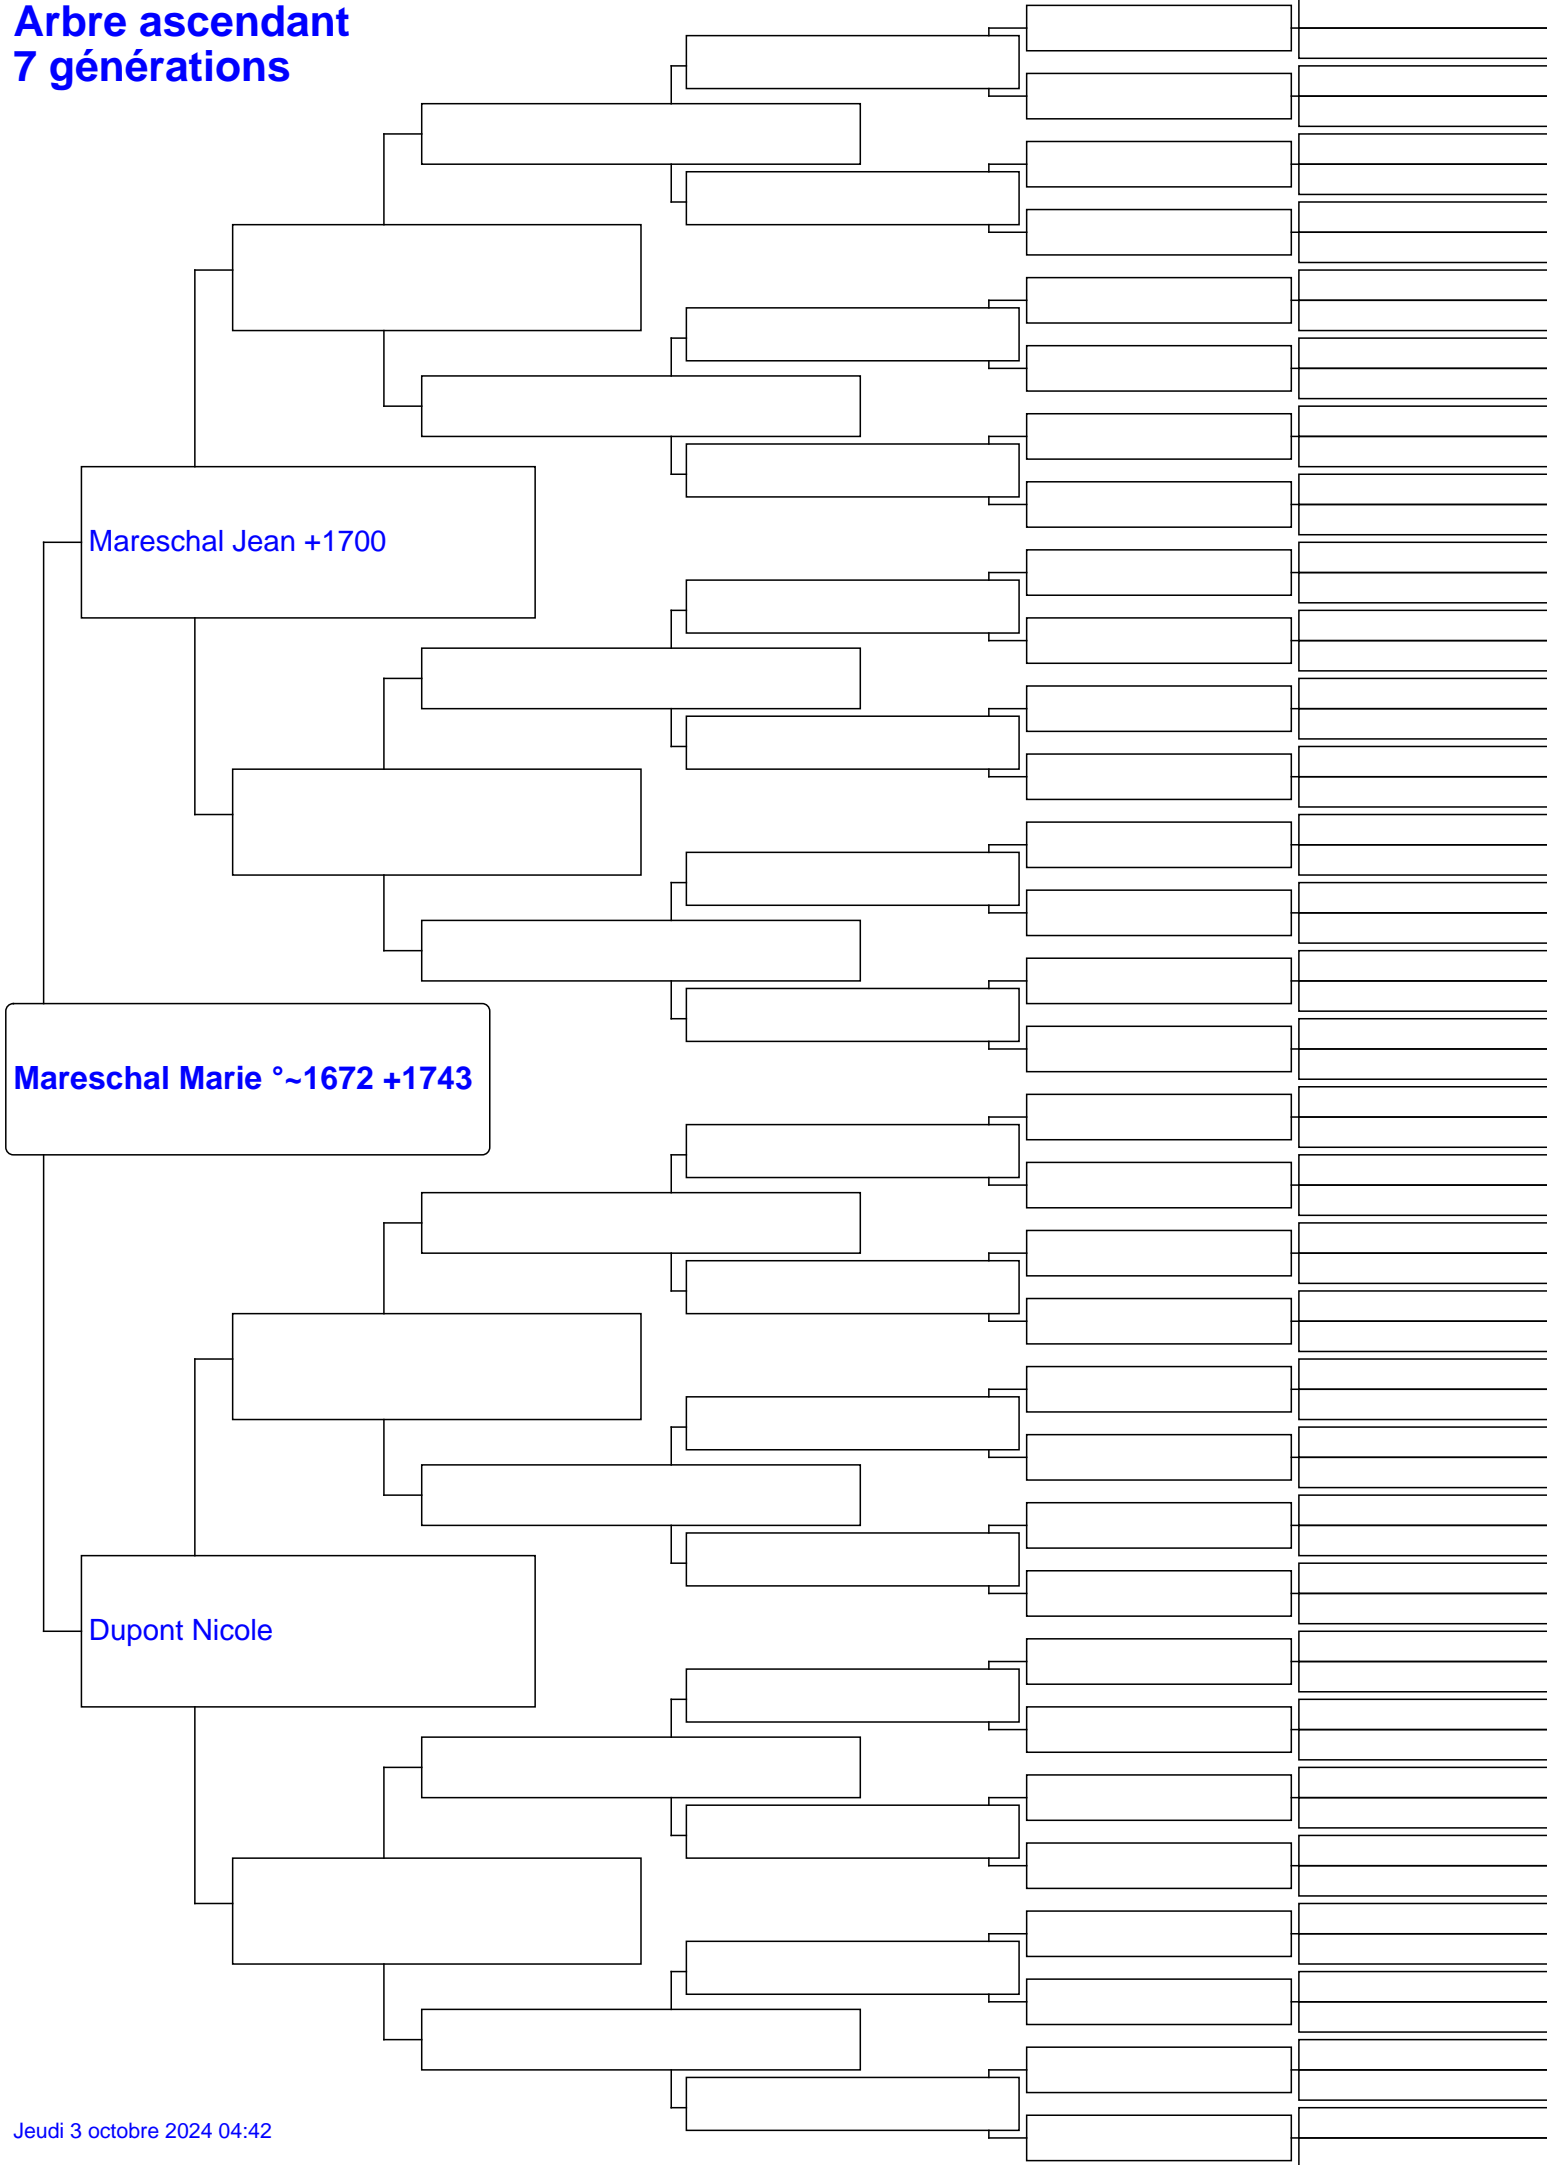 Arbre ascendant
7 générations
Mareschal Jean +1700
Mareschal Marie °~1672 +1743
Dupont Nicole
Jeudi 3 octobre 2024 04:42